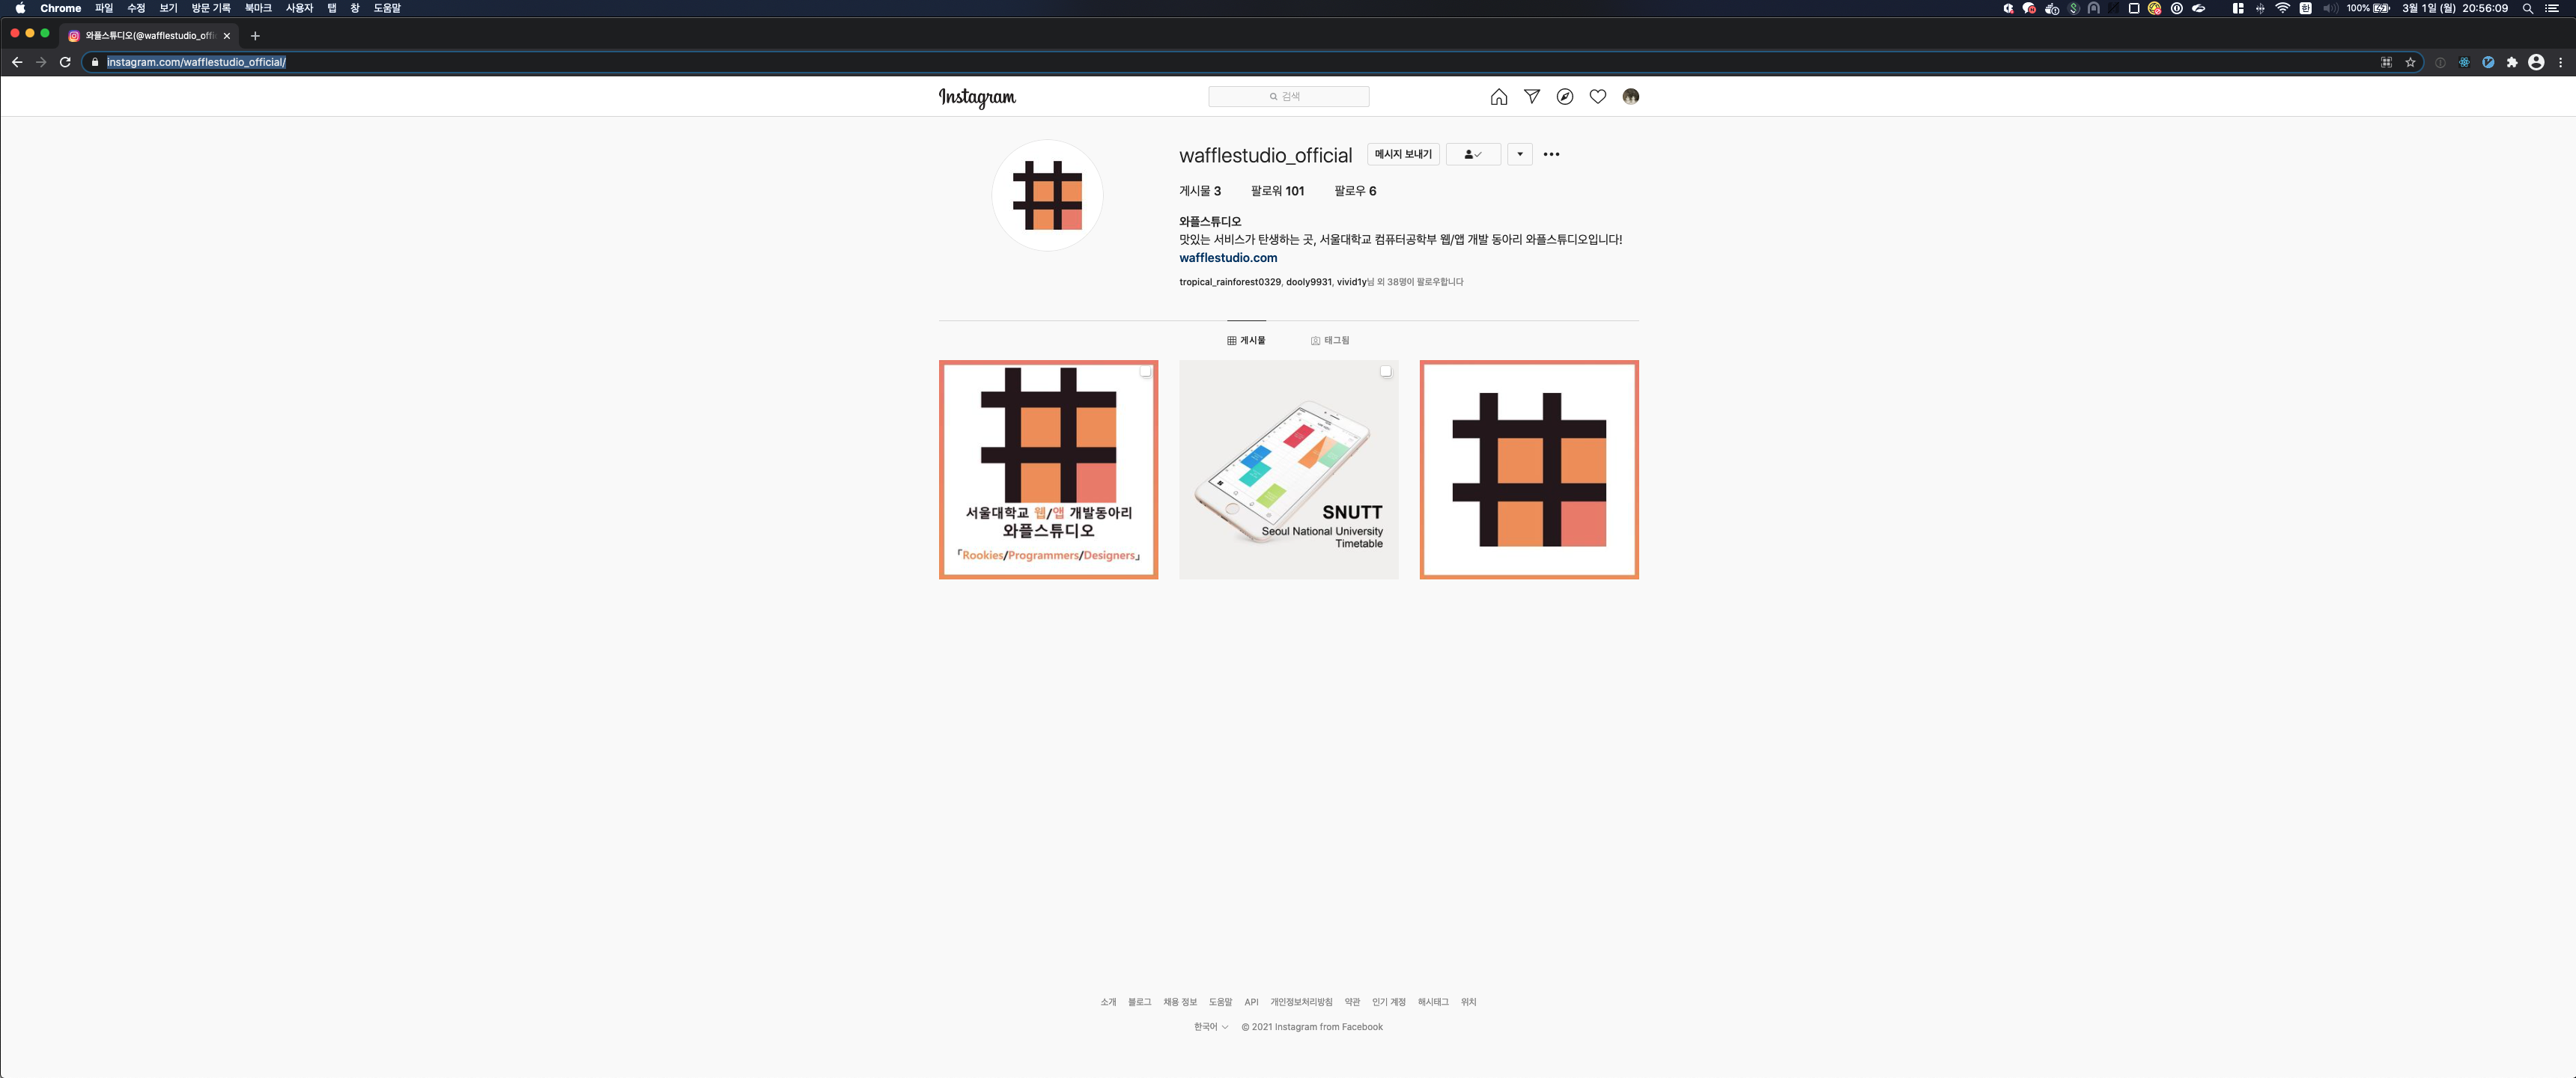 Chrome 파일 수정 보기 방문 기록 북마크 사용자 탭 창 도움말 100% 3월 1일 (월) 20:56:09
와플스튜디오(@wafflestudio_offic
instagram.com/wafflestudio_official/
Instagram 검색
wafflestudio_official 메시지 보내기
게시물 3 팔로워 101 팔로우 6
와플스튜디오
맛있는 서비스가 탄생하는 곳, 서울대학교 컴퓨터공학부 웹/앱 개발 동아리 와플스튜디오입니다!
wafflestudio.com
tropical_rainforest0329, dooly9931, vivid1y님 외 38명이 팔로우합니다
게시물 태그됨
서울대학교 웹/앱 개발동아리
와플스튜디오
「Rookies/Programmers/Designers」
SNUTT
Seoul National University
Timetable
소개 블로그 채용 정보 도움말 API 개인정보처리방침 약관 인기 계정 해시태그 위치
한국어 © 2021 Instagram from Facebook